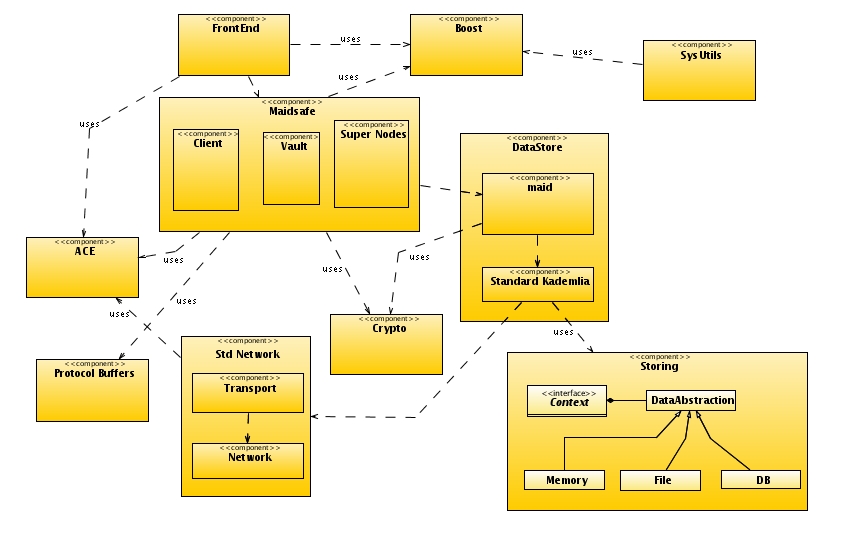 <<component>>
FrontEnd
<<component>>
Boost
uses
<<component>>
SysUtils
uses
uses
<<component>>
Maidsafe
<<component>>
Client
<<component>>
Vault
<<component>>
Super Nodes
uses
<<component>>
DataStore
<<component>>
maid
<<component>>
Standard Kademlia
<<component>>
ACE
uses
uses
uses
uses
uses
<<component>>
Crypto
<<component>>
Protocol Buffers
<<component>>
Std Network
<<component>>
Transport
<<component>>
Network
uses
<<component>>
Storing
<<interface>>
Context
DataAbstraction
Memory
File
DB